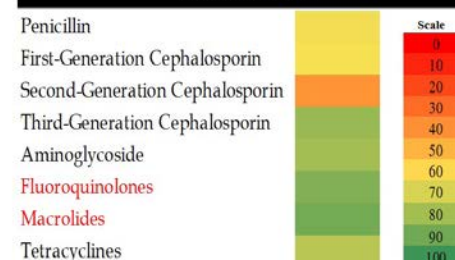 Penicillin
First-Generation Cephalosporin
Second-Generation Cephalosporin
Third-Generation Cephalosporin
Aminoglycoside
Fluoroquinolones
Macrolides
Tetracyclines
Scale
0
10
20
30
40
50
60
70
80
90
100